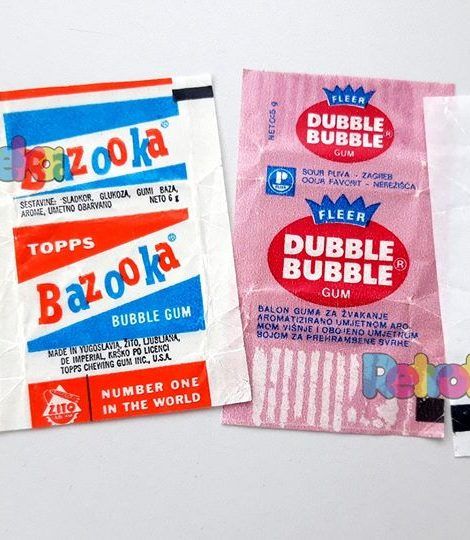 Bazooka®
SESTAVINE: SLADKOR, GLUKOZA, GUMI BAZA,
AROME, UMETNO OBARVANO NETO 6 g
TOPPS
Bazooka®
BUBBLE GUM
MADE IN YUGOSLAVIA, ŽITO, LJUBLJANA,
DE IMPERIAL, KRŠKO PO LICENCI
TOPPS CHEWING GUM INC., U.S.A.
ŽITO
NUMBER ONE
IN THE WORLD
FLEER
DUBBLE
BUBBLE®
GUM
NETO:5 g
P
SOUR PLIVA - ZAGREB
OOUR FAVORIT - NEREŽIŠĆA
FLEER
DUBBLE
BUBBLE®
GUM
BALON GUMA ZA ŽVAKANJE
AROMATIZIRANO UMJETNOM ARO
MOM VIŠNJE I OBOJENO UMJETNOM
BOJOM ZA PREHRAMBENE SVRHE